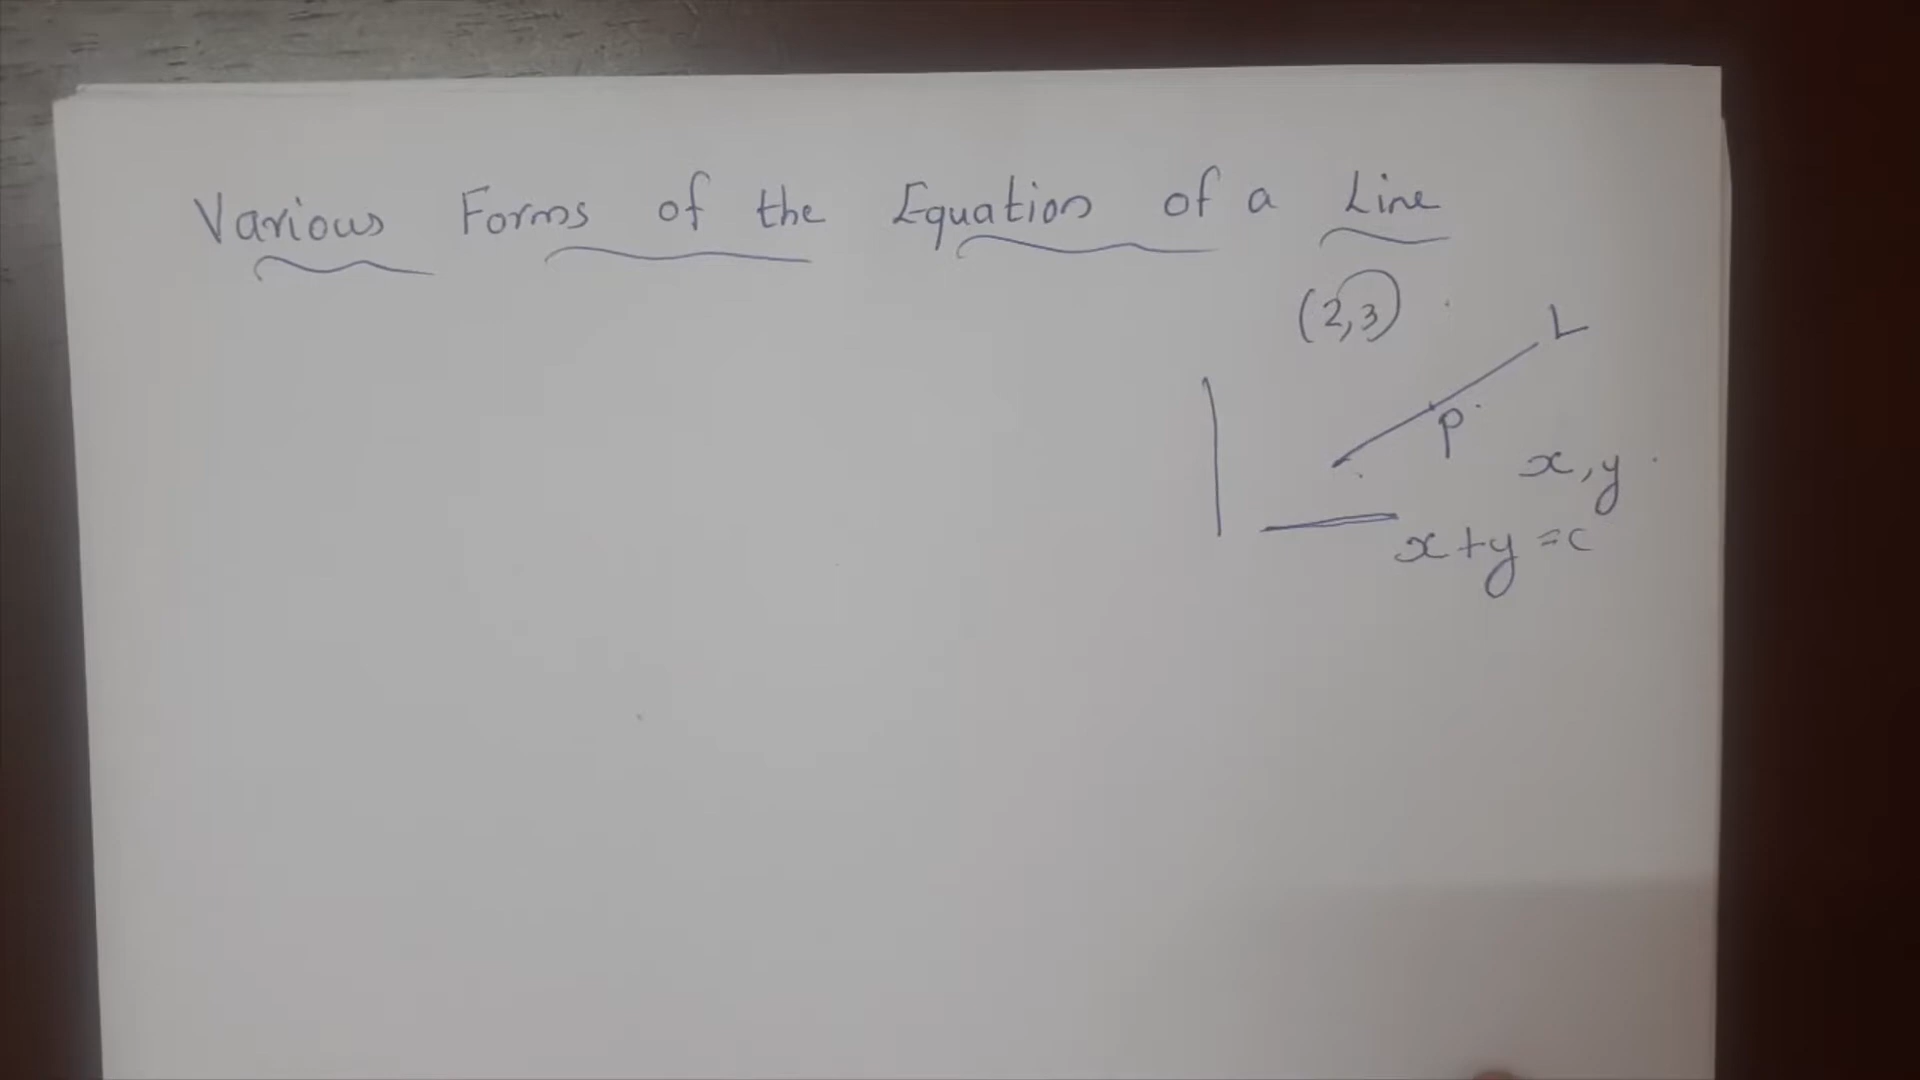 Various Forms of the Equation of a Line
(2,3)
L
P
x, y
x + y = c